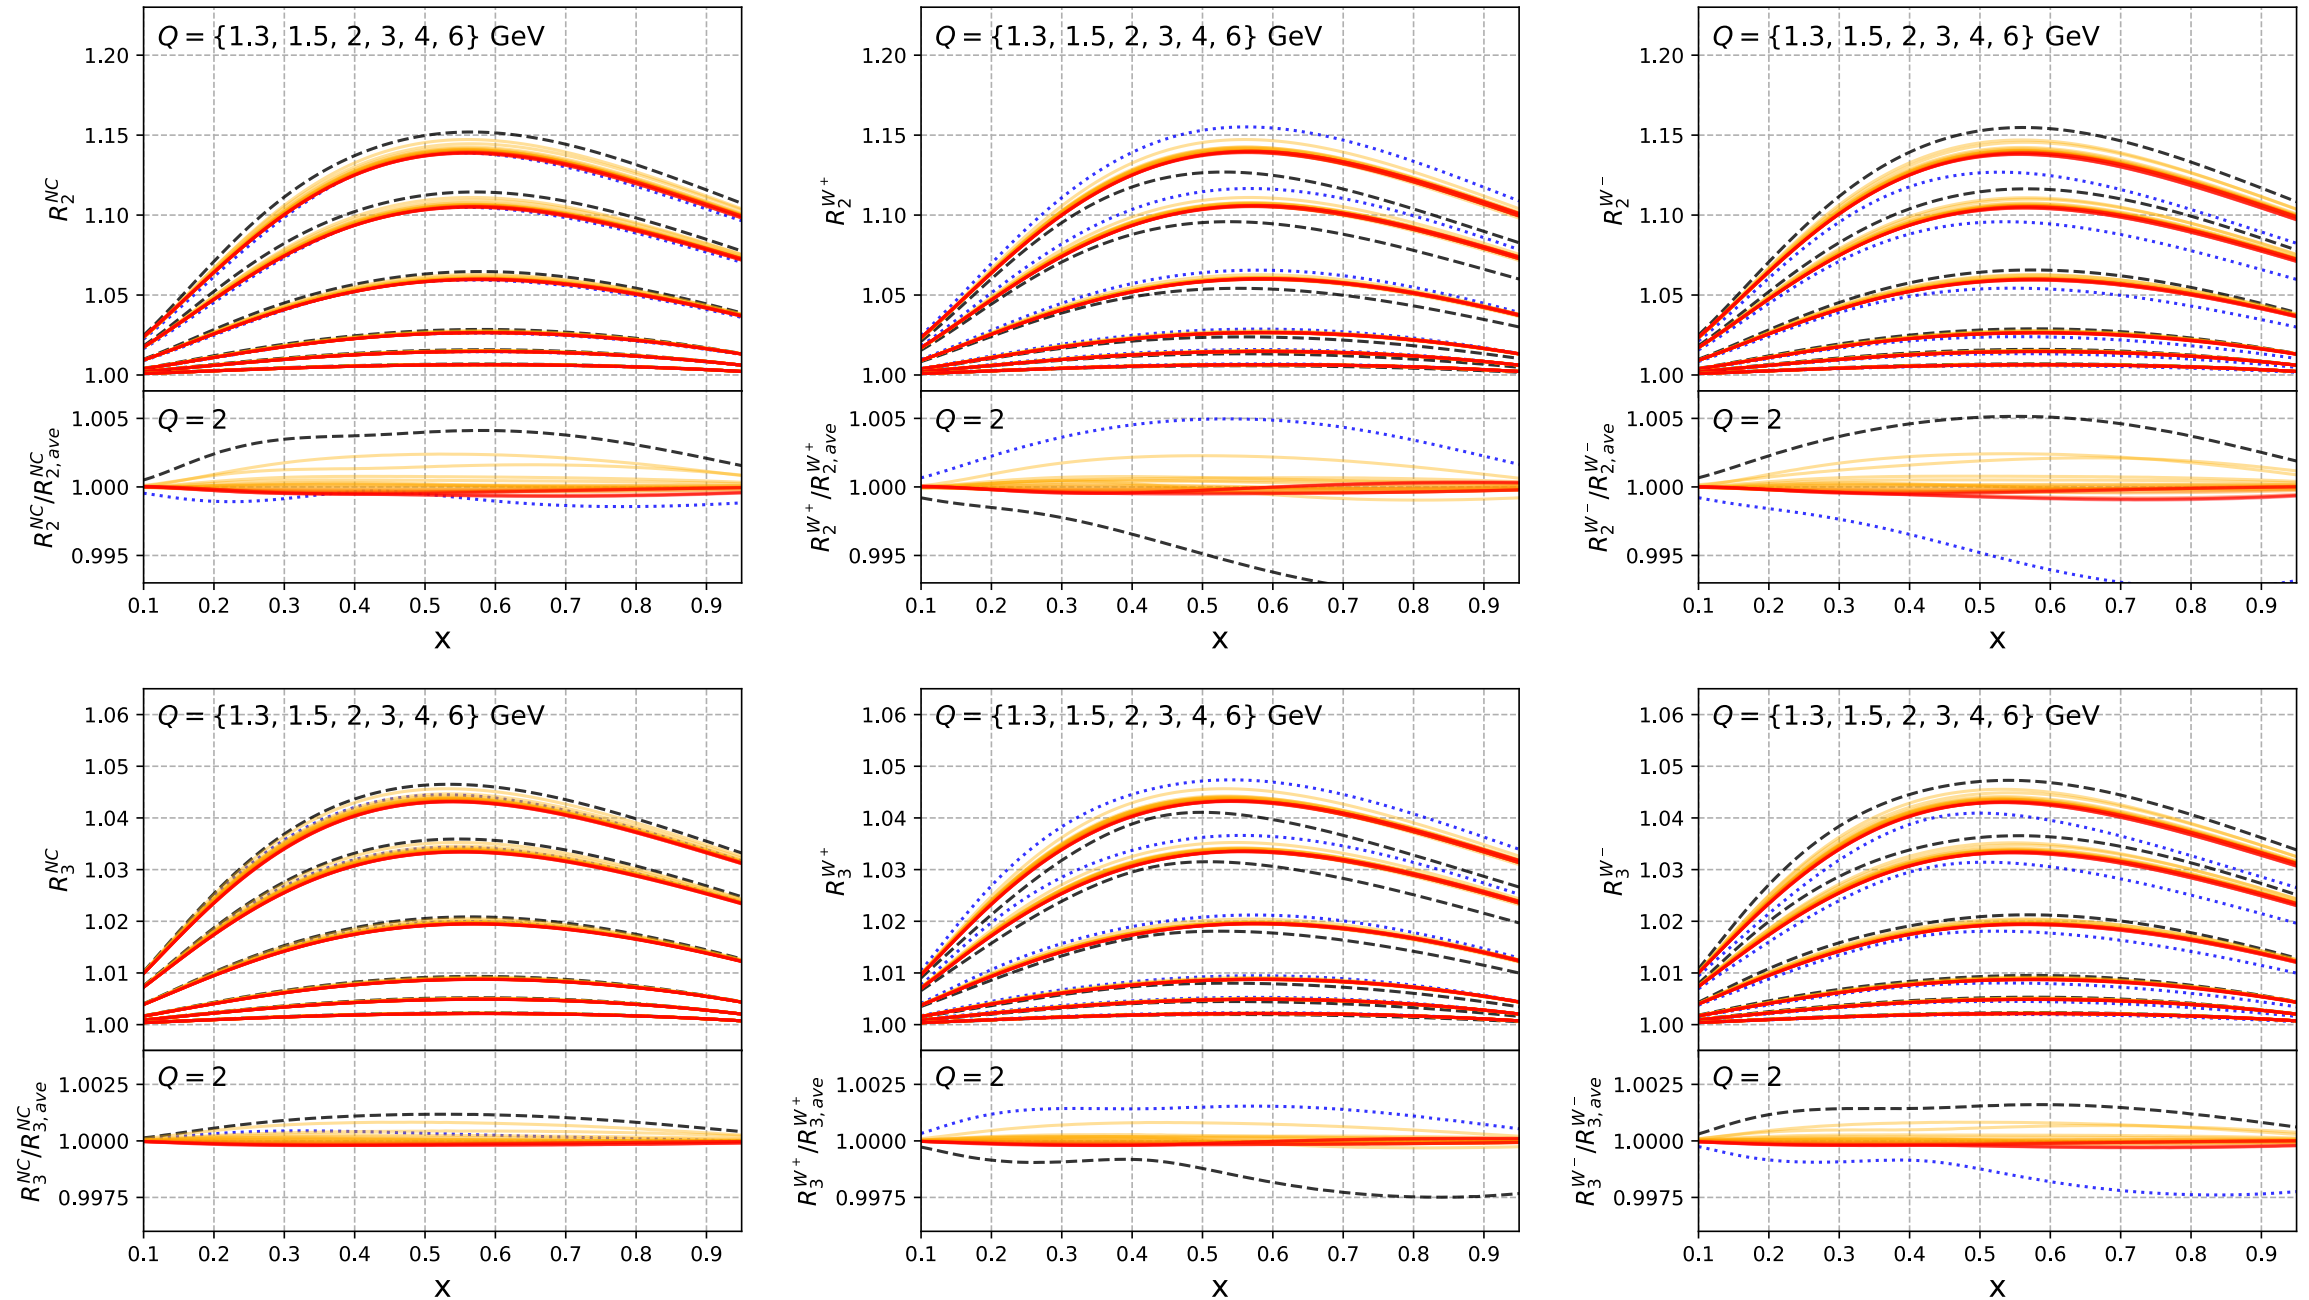 Q = {1.3, 1.5, 2, 3, 4, 6} GeV
1.20
1.15
1.10
1.05
1.00
R_2^{NC}
Q = 2
1.005
1.000
0.995
R_2^{NC}/R_{2,ave}^{NC}
0.1 0.2 0.3 0.4 0.5 0.6 0.7 0.8 0.9
x
Q = {1.3, 1.5, 2, 3, 4, 6} GeV
1.20
1.15
1.10
1.05
1.00
R_2^{W^+}
Q = 2
1.005
1.000
0.995
R_2^{W^+}/R_{2,ave}^{W^+}
0.1 0.2 0.3 0.4 0.5 0.6 0.7 0.8 0.9
x
Q = {1.3, 1.5, 2, 3, 4, 6} GeV
1.20
1.15
1.10
1.05
1.00
R_2^{W^-}
Q = 2
1.005
1.000
0.995
R_2^{W^-}/R_{2,ave}^{W^-}
0.1 0.2 0.3 0.4 0.5 0.6 0.7 0.8 0.9
x
Q = {1.3, 1.5, 2, 3, 4, 6} GeV
1.06
1.05
1.04
1.03
1.02
1.01
1.00
R_3^{NC}
Q = 2
1.0025
1.0000
0.9975
R_3^{NC}/R_{3,ave}^{NC}
0.1 0.2 0.3 0.4 0.5 0.6 0.7 0.8 0.9
x
Q = {1.3, 1.5, 2, 3, 4, 6} GeV
1.06
1.05
1.04
1.03
1.02
1.01
1.00
R_3^{W^+}
Q = 2
1.0025
1.0000
0.9975
R_3^{W^+}/R_{3,ave}^{W^+}
0.1 0.2 0.3 0.4 0.5 0.6 0.7 0.8 0.9
x
Q = {1.3, 1.5, 2, 3, 4, 6} GeV
1.06
1.05
1.04
1.03
1.02
1.01
1.00
R_3^{W^-}
Q = 2
1.0025
1.0000
0.9975
R_3^{W^-}/R_{3,ave}^{W^-}
0.1 0.2 0.3 0.4 0.5 0.6 0.7 0.8 0.9
x